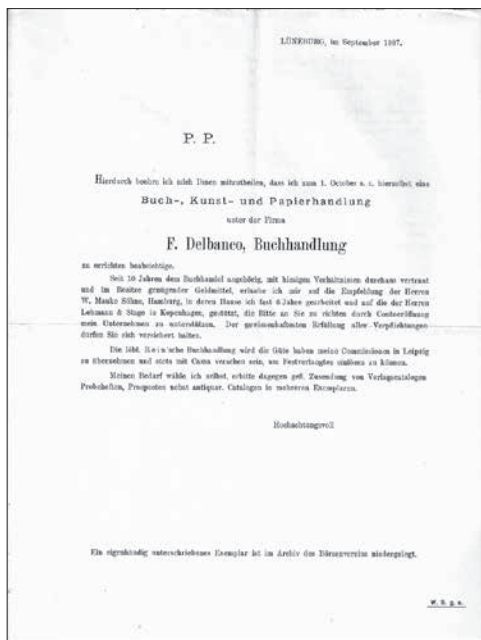 LÜNEBURG, im September 1897.
P. P.
Hierdurch beehre ich mich Ihnen mitzutheilen, dass ich zum 1. October a. c. hierselbst eine
Buch-, Kunst- und Papierhandlung
unter der Firma
F. Delbanco, Buchhandlung
zu errichten beabsichtige.
Seit 10 Jahren dem Buchhandel angehörig, mit hiesigen Verhältnissen durchaus vertraut
und im Besitze genügender Geldmittel, erlaube ich mir auf die Empfehlung der Herren
W. Mauke Söhne, Hamburg, in deren Hause ich fast 6 Jahre gearbeitet und auf die der Herren
Lehmann & Stage in Kopenhagen, gestützt, die Bitte an Sie zu richten durch Contoeröffnung
mein Unternehmen zu unterstützen. Der gewissenhaftesten Erfüllung aller Verpflichtungen
dürfen Sie sich versichert halten.
Die löbl. Rein'sche Buchhandlung wird die Güte haben meine Commission in Leipzig
zu übernehmen und stets mit Cassa versehen sein, um Festverlangtes einlösen zu können.
Meinen Bedarf wähle ich selbst, erbitte dagegen gefl. Zusendung von Verlagscatalogen
Probeheften, Prospecten nebst antiquar. Catalogen in mehreren Exemplaren.
Hochachtungsvoll
Ein eigenhändig unterschriebenes Exemplar ist im Archiv des Börsenvereins niedergelegt.